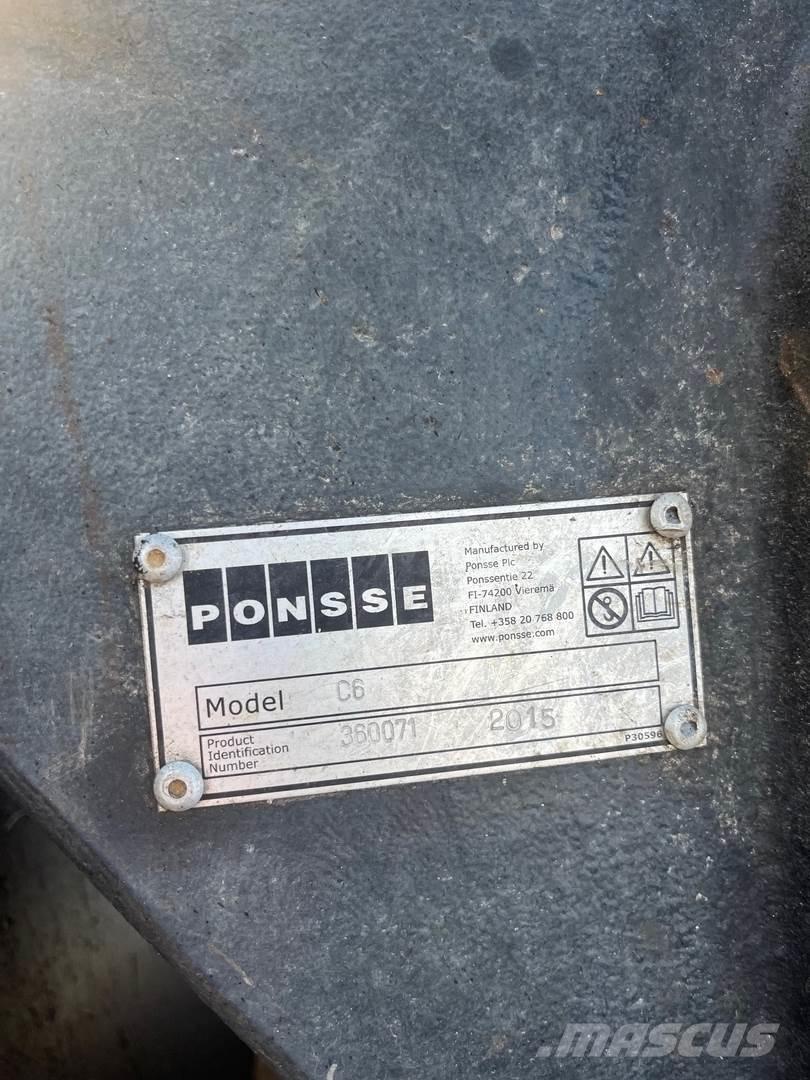 PONSSE
Manufactured by
Ponsse Plc
Ponssentie 22
FI-74200 Vieremä
FINLAND
Tel. +358 20 768 800
www.ponsse.com
Model C6
Product
Identification
Number
360071 2015
P30596
MASCUS